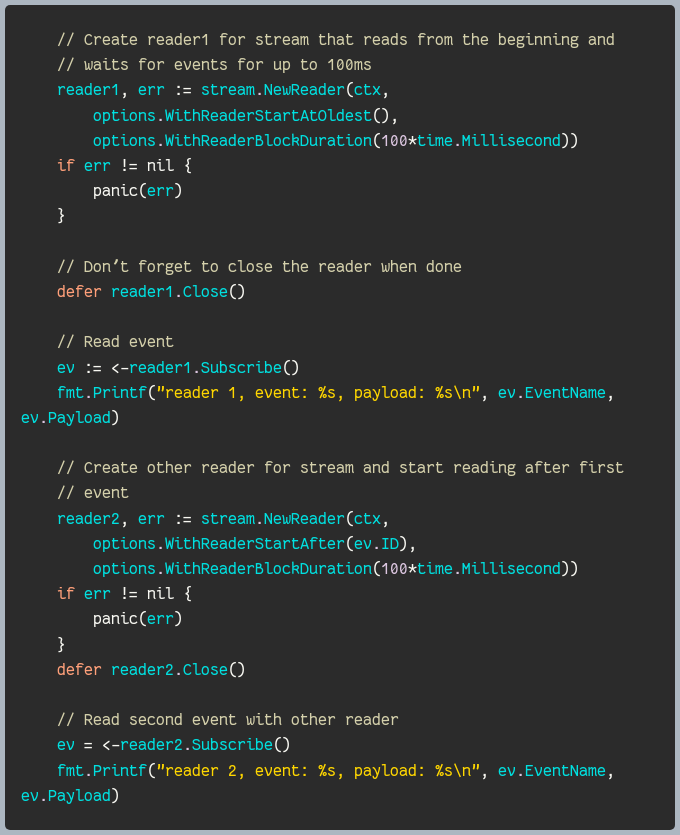 // Create reader1 for stream that reads from the beginning and
// waits for events for up to 100ms
reader1, err := stream.NewReader(ctx,
options.WithReaderStartAtOldest(),
options.WithReaderBlockDuration(100*time.Millisecond))
if err != nil {
panic(err)
}
// Don’t forget to close the reader when done
defer reader1.Close()
// Read event
ev := <-reader1.Subscribe()
fmt.Printf("reader 1, event: %s, payload: %s\n", ev.EventName,
ev.Payload)
// Create other reader for stream and start reading after first
// event
reader2, err := stream.NewReader(ctx,
options.WithReaderStartAfter(ev.ID),
options.WithReaderBlockDuration(100*time.Millisecond))
if err != nil {
panic(err)
}
defer reader2.Close()
// Read second event with other reader
ev = <-reader2.Subscribe()
fmt.Printf("reader 2, event: %s, payload: %s\n", ev.EventName,
ev.Payload)